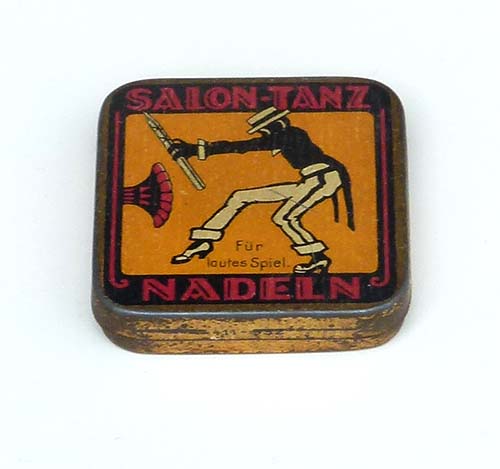 SALON-TANZ
Für
lautes Spiel.
NADELN